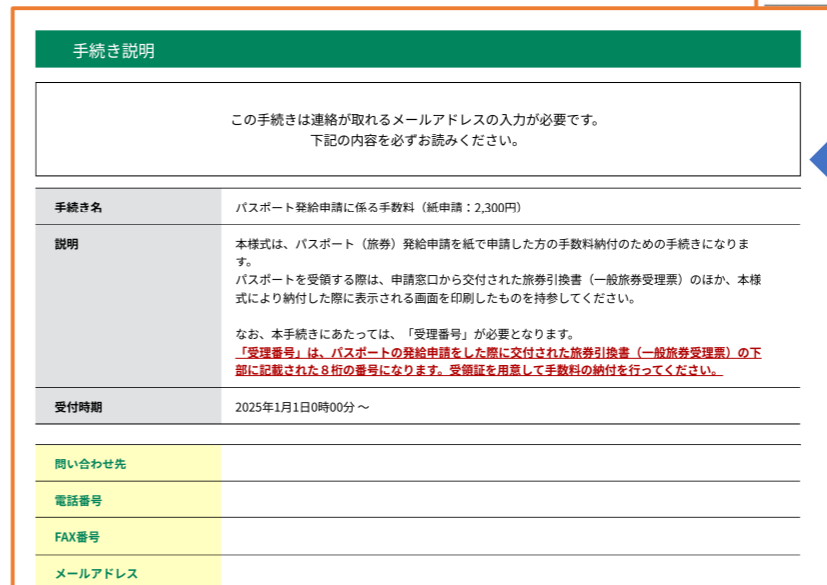 手続き説明
この手続きは連絡が取れるメールアドレスの入力が必要です。
下記の内容を必ずお読みください。
手続き名
パスポート発給申請に係る手数料（紙申請：2,300円）
説明
本様式は、パスポート（旅券）発給申請を紙で申請した方の手数料納付のための手続きになりま
す。
パスポートを受領する際は、申請窓口から交付された旅券引換書（一般旅券受理票）のほか、本様
式により納付した際に表示される画面を印刷したものを持参してください。
なお、本手続きにあたっては、「受理番号」が必要となります。
「受理番号」は、パスポートの発給申請をした際に交付された旅券引換書（一般旅券受理票）の下
部に記載された８桁の番号になります。受領証を用意して手数料の納付を行ってください。
受付時期
2025年1月1日0時00分 ～
問い合わせ先
電話番号
FAX番号
メールアドレス